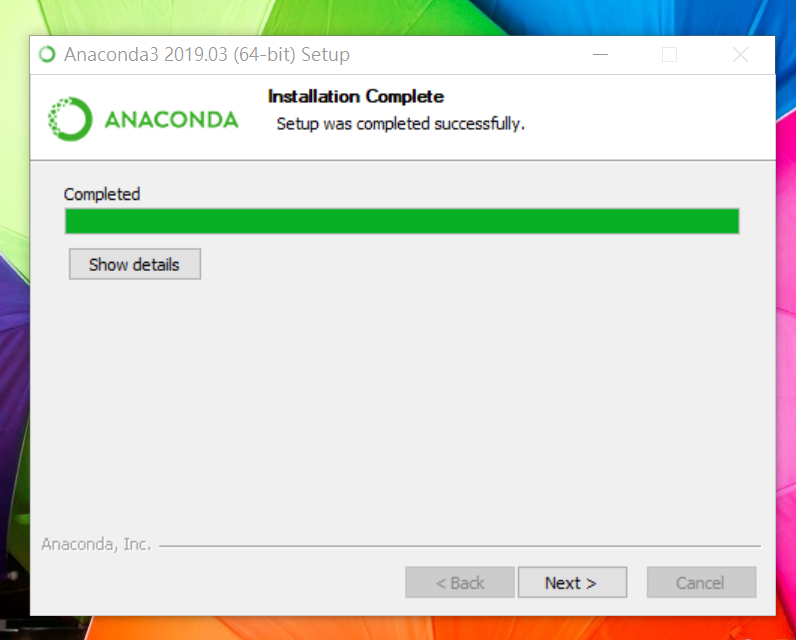 Anaconda3 2019.03 (64-bit) Setup
ANACONDA
Installation Complete
Setup was completed successfully.
Completed
Show details
Anaconda, Inc.
< Back
Next >
Cancel